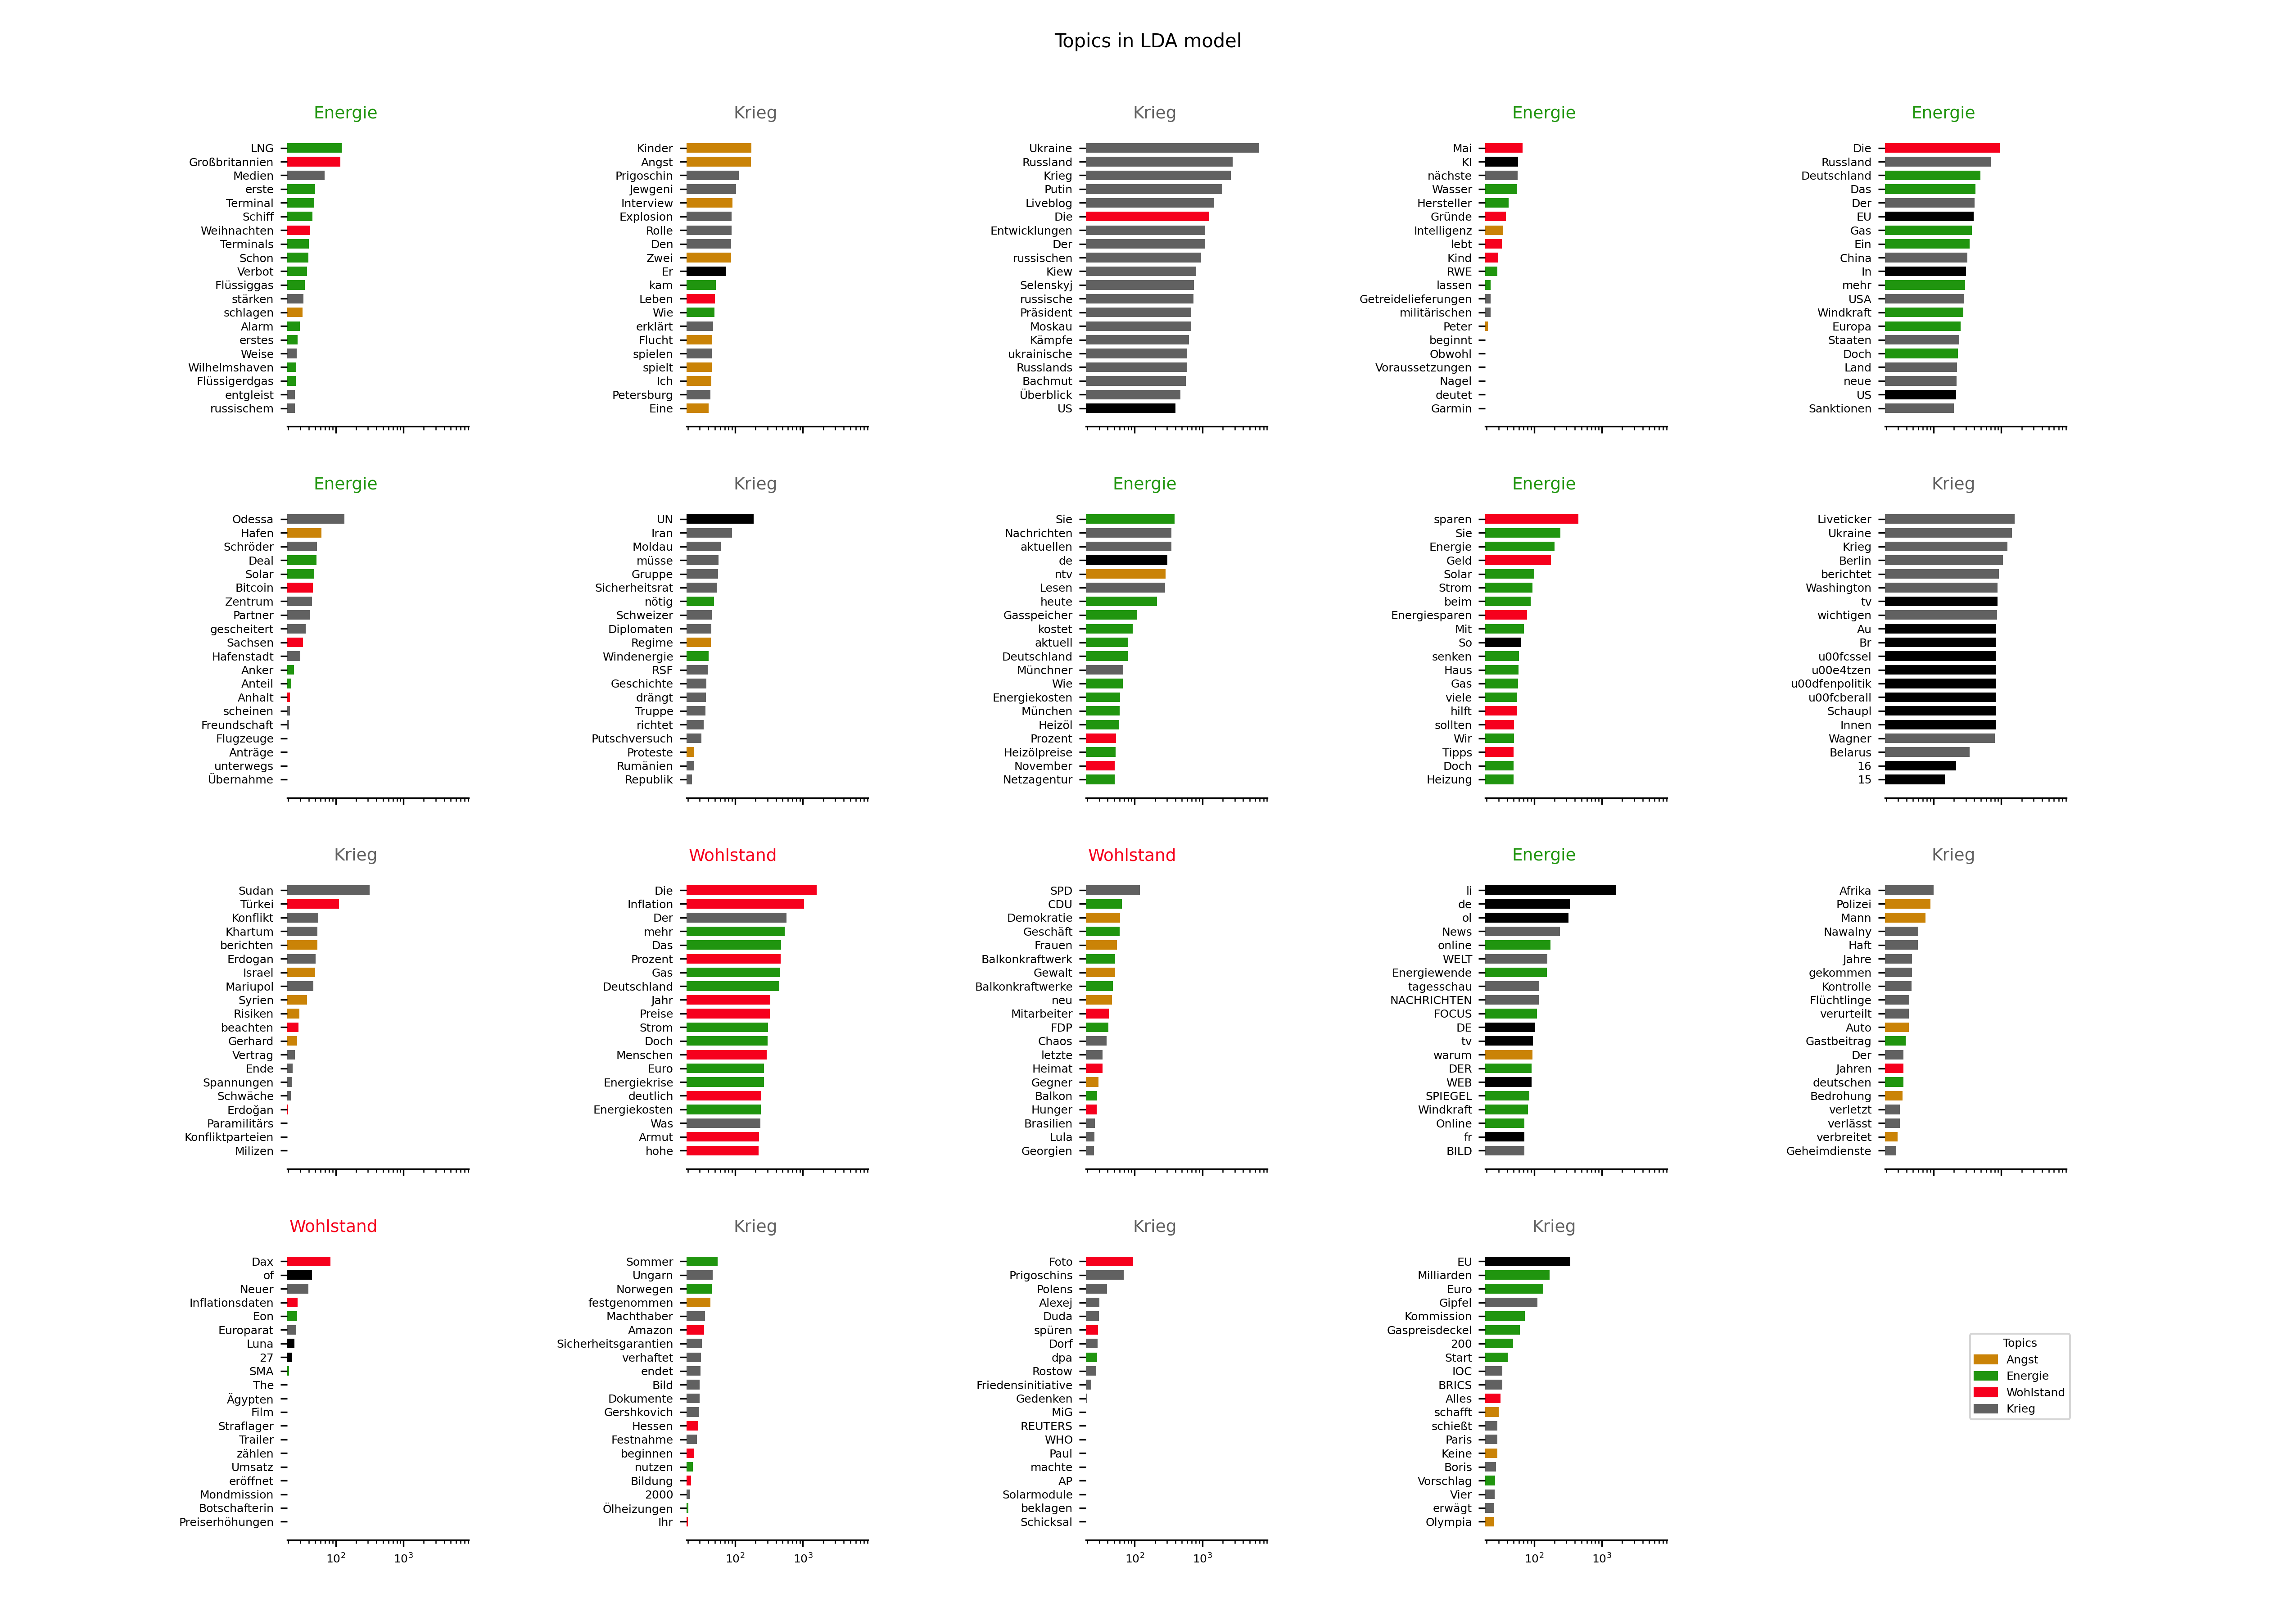 Topics in LDA model
Energie
LNG
Großbritannien
Medien
erste
Terminal
Schiff
Weihnachten
Terminals
Schon
Verbot
Flüssiggas
stärken
schlagen
Alarm
erstes
Weise
Wilhelmshaven
Flüssigerdgas
entgleist
russischem
Krieg
Kinder
Angst
Prigoschin
Jewgeni
Interview
Explosion
Rolle
Den
Zwei
Er
kam
Leben
Wie
erklärt
Flucht
spielen
spielt
Ich
Petersburg
Eine
Krieg
Ukraine
Russland
Krieg
Putin
Liveblog
Die
Entwicklungen
Der
russischen
Kiew
Selenskyj
russische
Präsident
Moskau
Kämpfe
ukrainische
Russlands
Bachmut
Überblick
US
Energie
Mai
KI
nächste
Wasser
Hersteller
Gründe
Intelligenz
lebt
Kind
RWE
lassen
Getreidelieferungen
militärischen
Peter
beginnt
Obwohl
Voraussetzungen
Nagel
deutet
Garmin
Energie
Die
Russland
Deutschland
Das
Der
EU
Gas
Ein
China
In
mehr
USA
Windkraft
Europa
Staaten
Doch
Land
neue
US
Sanktionen
Energie
Odessa
Hafen
Schröder
Deal
Solar
Bitcoin
Zentrum
Partner
gescheitert
Sachsen
Hafenstadt
Anker
Anteil
Anhalt
scheinen
Freundschaft
Flugzeuge
Anträge
unterwegs
Übernahme
Krieg
UN
Iran
Moldau
müsse
Gruppe
Sicherheitsrat
nötig
Schweizer
Diplomaten
Regime
Windenergie
RSF
Geschichte
drängt
Truppe
richtet
Putschversuch
Proteste
Rumänien
Republik
Energie
Sie
Nachrichten
aktuellen
de
ntv
Lesen
heute
Gasspeicher
kostet
aktuell
Deutschland
Münchner
Wie
Energiekosten
München
Heizöl
Prozent
Heizölpreise
November
Netzagentur
Energie
sparen
Sie
Energie
Geld
Solar
Strom
beim
Energiesparen
Mit
So
senken
Haus
Gas
viele
hilft
sollten
Wir
Tipps
Doch
Heizung
Krieg
Liveticker
Ukraine
Krieg
Berlin
berichtet
Washington
tv
wichtigen
Au
Br
u00fcssel
u00e4tzen
u00dfenpolitik
u00fcberall
Schaupl
Innen
Wagner
Belarus
16
15
Krieg
Sudan
Türkei
Konflikt
Khartum
berichten
Erdogan
Israel
Mariupol
Syrien
Risiken
beachten
Gerhard
Vertrag
Ende
Spannungen
Schwäche
Erdoğan
Paramilitärs
Konfliktparteien
Milizen
Wohlstand
Die
Inflation
Der
mehr
Das
Prozent
Gas
Deutschland
Jahr
Preise
Strom
Doch
Menschen
Euro
Energiekrise
deutlich
Energiekosten
Was
Armut
hohe
Wohlstand
SPD
CDU
Demokratie
Geschäft
Frauen
Balkonkraftwerk
Gewalt
Balkonkraftwerke
neu
Mitarbeiter
FDP
Chaos
letzte
Heimat
Gegner
Balkon
Hunger
Brasilien
Lula
Georgien
Energie
li
de
ol
News
online
WELT
Energiewende
tagesschau
NACHRICHTEN
FOCUS
DE
tv
warum
DER
WEB
SPIEGEL
Windkraft
Online
fr
BILD
Krieg
Afrika
Polizei
Mann
Nawalny
Haft
Jahre
gekommen
Kontrolle
Flüchtlinge
verurteilt
Auto
Gastbeitrag
Der
Jahren
deutschen
Bedrohung
verletzt
verlässt
verbreitet
Geheimdienste
Wohlstand
Dax
of
Neuer
Inflationsdaten
Eon
Europarat
Luna
27
SMA
The
Ägypten
Film
Straflager
Trailer
zählen
Umsatz
eröffnet
Mondmission
Botschafterin
Preiserhöhungen
10² 10³
Krieg
Sommer
Ungarn
Norwegen
festgenommen
Machthaber
Amazon
Sicherheitsgarantien
verhaftet
endet
Bild
Dokumente
Gershkovich
Hessen
Festnahme
beginnen
nutzen
Bildung
2000
Ölheizungen
Ihr
10² 10³
Krieg
Foto
Prigoschins
Polens
Alexej
Duda
spüren
Dorf
dpa
Rostow
Friedensinitiative
Gedenken
MiG
REUTERS
WHO
Paul
machte
AP
Solarmodule
beklagen
Schicksal
10² 10³
Krieg
EU
Milliarden
Euro
Gipfel
Kommission
Gaspreisdeckel
200
Start
IOC
BRICS
Alles
schafft
schießt
Paris
Keine
Boris
Vorschlag
Vier
erwägt
Olympia
10² 10³
Topics
Angst
Energie
Wohlstand
Krieg